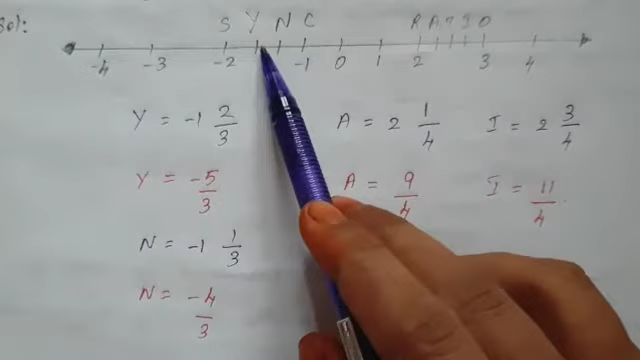 Sol:
S Y N C R A T I O
-4 -3 -2 -1 0 1 2 3 4
Y = -1 2/3 A = 2 1/4 I = 2 3/4
Y = -5/3 A = 9/4 I = 11/4
N = -1 1/3
N = -4/3